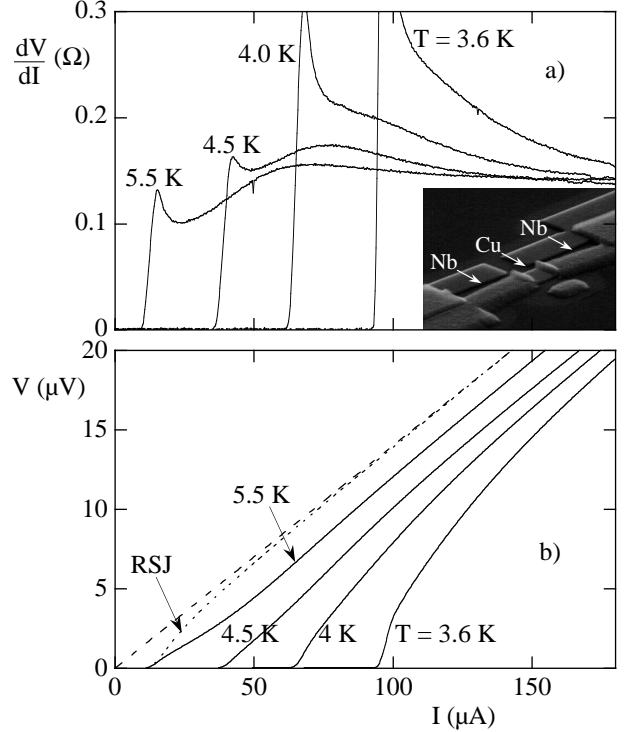 0.3
dV
dI
(Ω)
0.2
0.1
0
4.0 K
T = 3.6 K
a)
4.5 K
5.5 K
Nb
Cu
Nb
20
V (μV)
15
10
5
0
5.5 K
b)
RSJ
4.5 K
4 K
T = 3.6 K
0
50
100
150
I (μA)